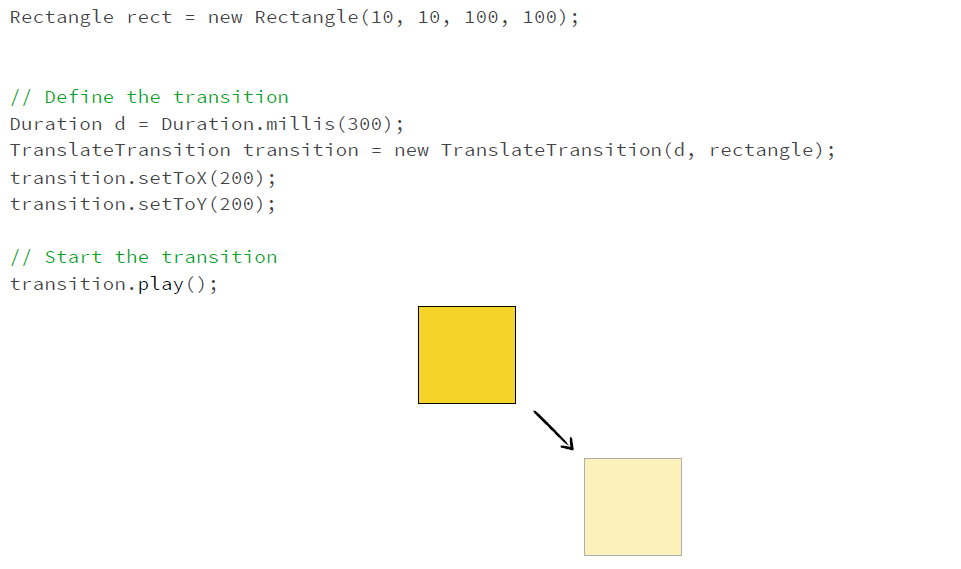 Rectangle rect = new Rectangle(10, 10, 100, 100);
// Define the transition
Duration d = Duration.millis(300);
TranslateTransition transition = new TranslateTransition(d, rectangle);
transition.setToX(200);
transition.setToY(200);
// Start the transition
transition.play();